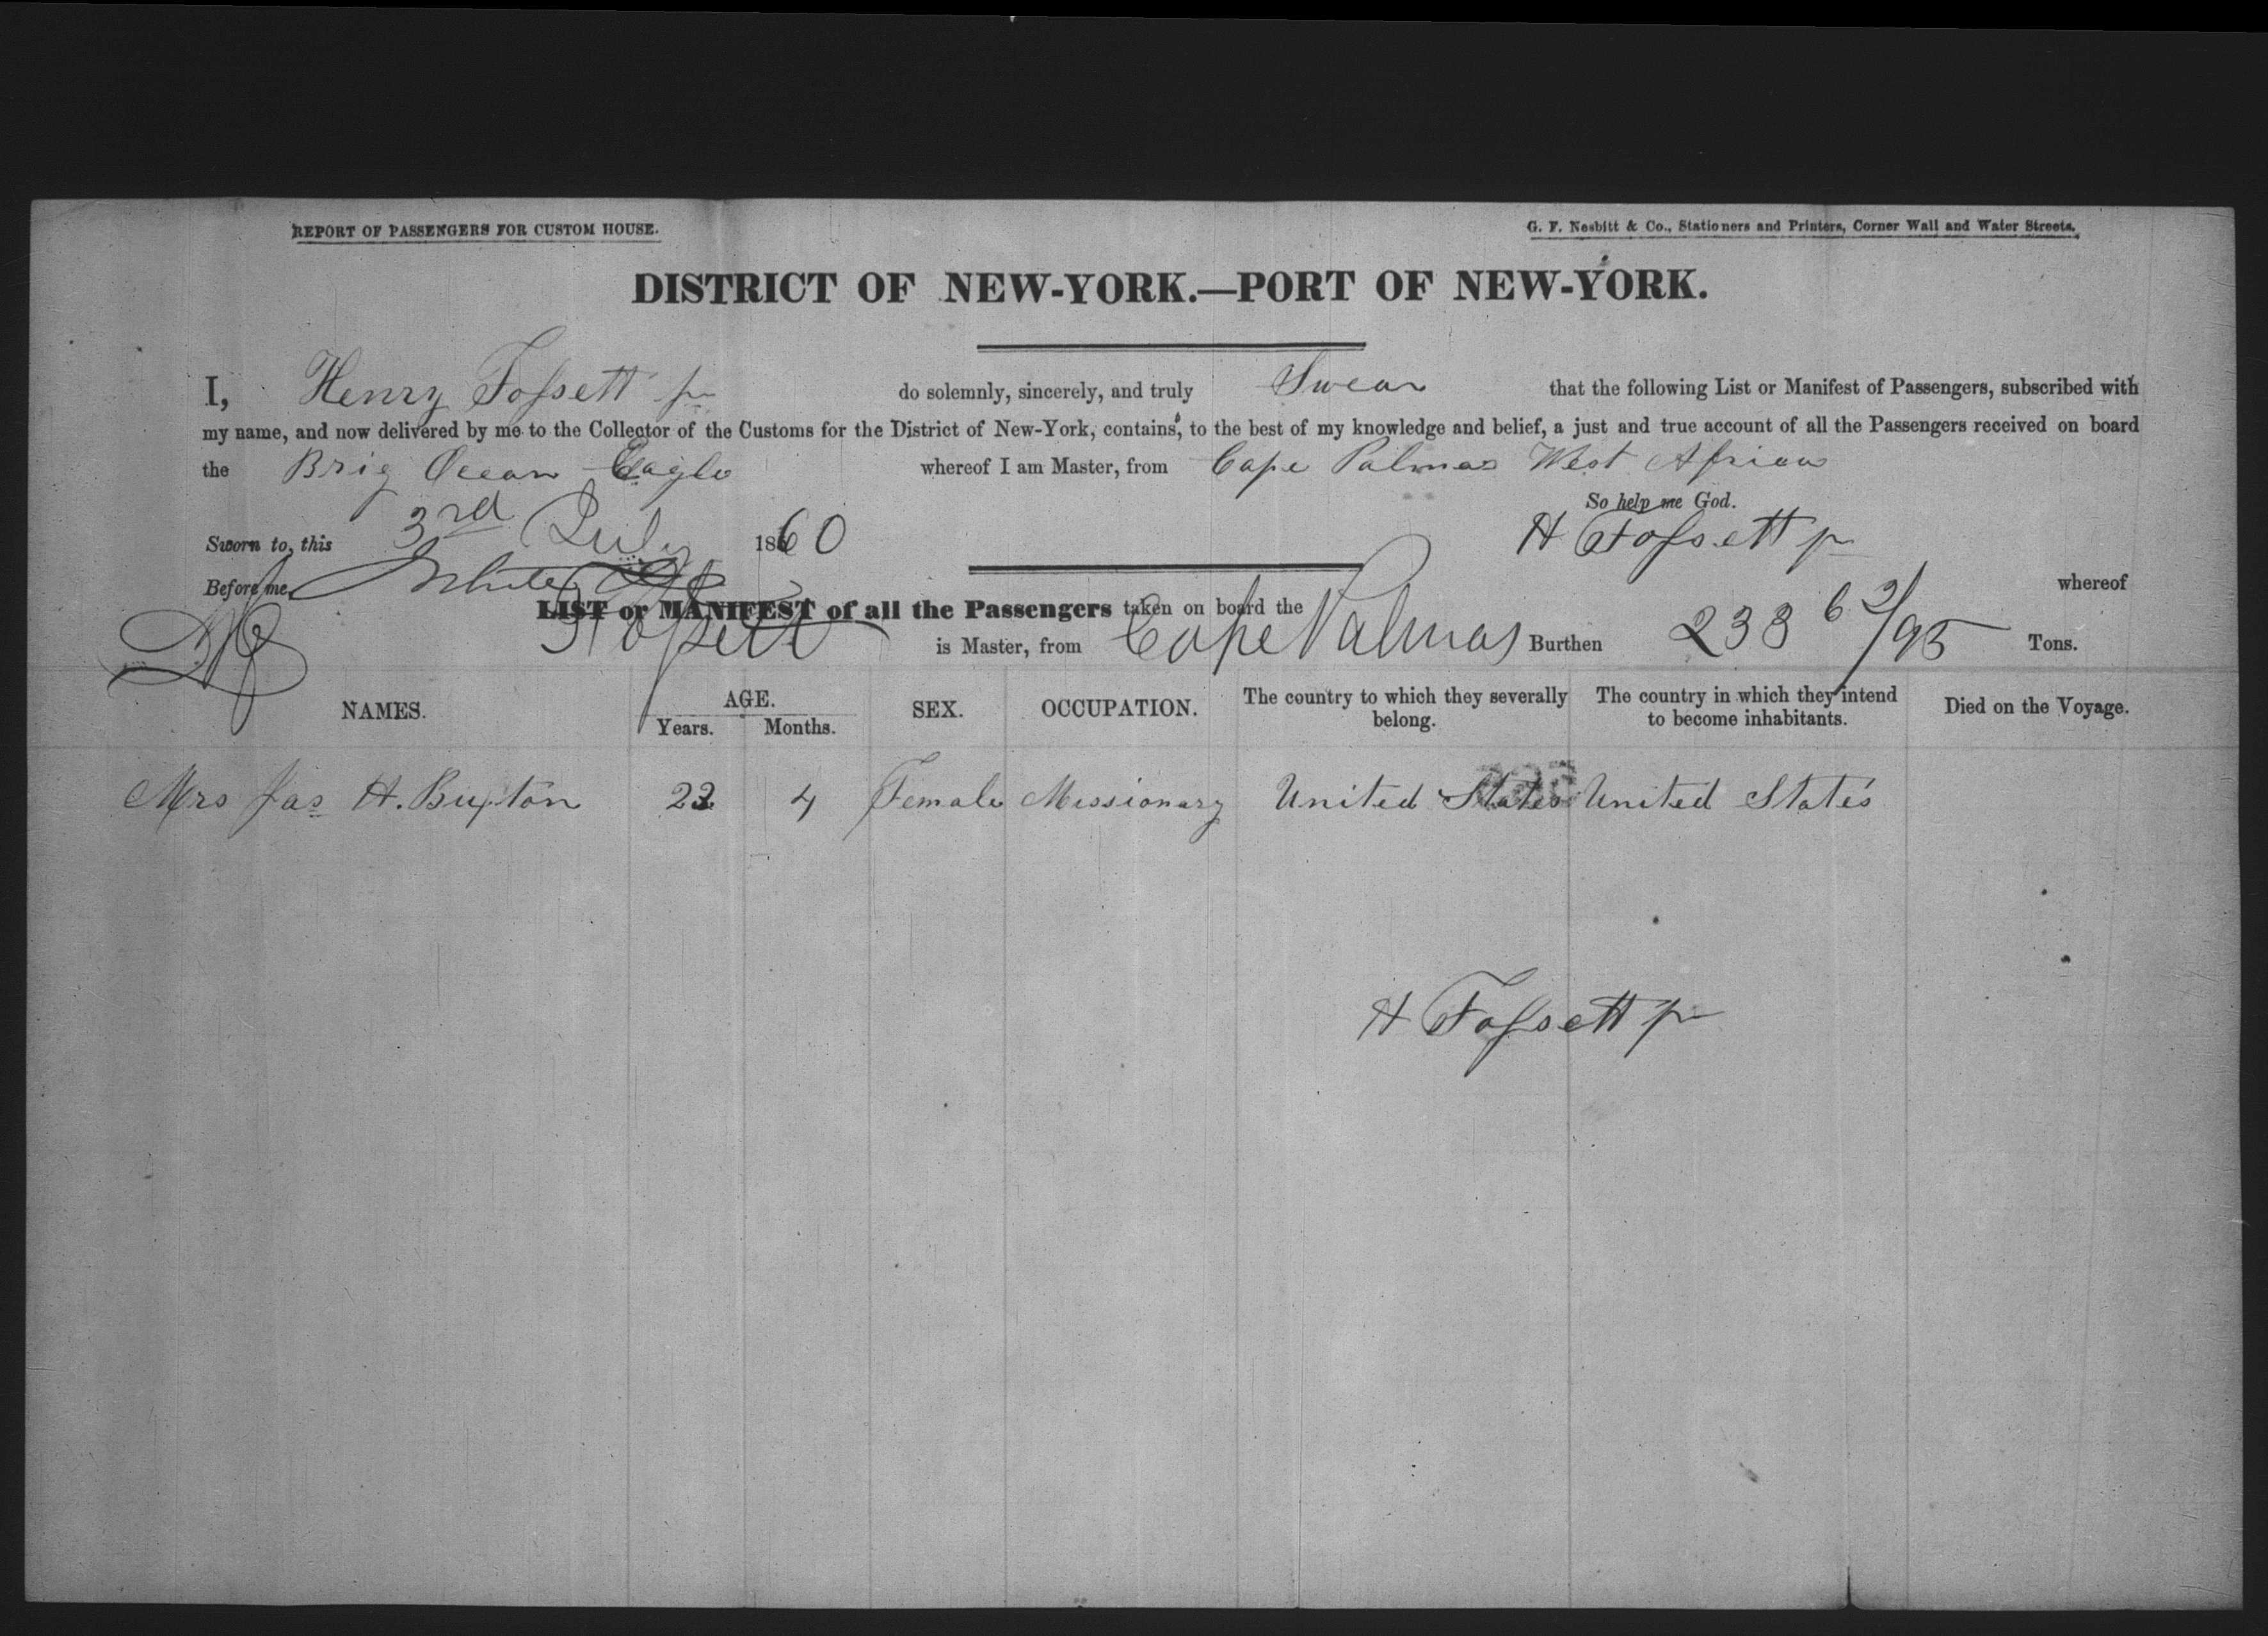 REPORT OF PASSENGERS FOR CUSTOM HOUSE.
G. F. Nesbitt & Co., Stationers and Printers, Corner Wall and Water Streets.
DISTRICT OF NEW-YORK.—PORT OF NEW-YORK.
I, Henry Fossett jr do solemnly, sincerely, and truly Swear that the following List or Manifest of Passengers, subscribed with
my name, and now delivered by me to the Collector of the Customs for the District of New-York, contains, to the best of my knowledge and belief, a just and true account of all the Passengers received on board
the Brig Ocean Eagle whereof I am Master, from Cape Palmas West Africa
So help me God.
Sworn to, this 3rd July 1860 H Fossett jr
Before me,
LIST or MANIFEST of all the Passengers taken on board the whereof
Fossett is Master, from Cape Palmas Burthen 238 62/95 Tons.
NAMES. AGE. Years. Months. SEX. OCCUPATION. The country to which they severally belong. The country in which they intend to become inhabitants. Died on the Voyage.
Mrs Jas H. Buxton 22 4 Female Missionary United States United States
H Fossett jr